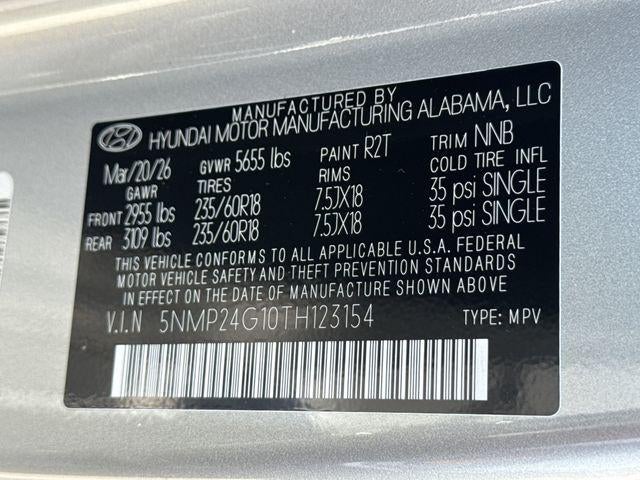 MANUFACTURED BY
HYUNDAI MOTOR MANUFACTURING ALABAMA, LLC
Mar/20/26 GVWR 5655 lbs PAINT R2T TRIM NNB
GAWR TIRES RIMS COLD TIRE INFL
FRONT 2955 lbs 235/60R18 7.5JX18 35 psi SINGLE
REAR 3109 lbs 235/60R18 7.5JX18 35 psi SINGLE
THIS VEHICLE CONFORMS TO ALL APPLICABLE U.S.A. FEDERAL
MOTOR VEHICLE SAFETY AND THEFT PREVENTION STANDARDS
IN EFFECT ON THE DATE OF MANUFACTURE SHOWN ABOVE
V.I.N 5NMP24G10TH123154 TYPE: MPV